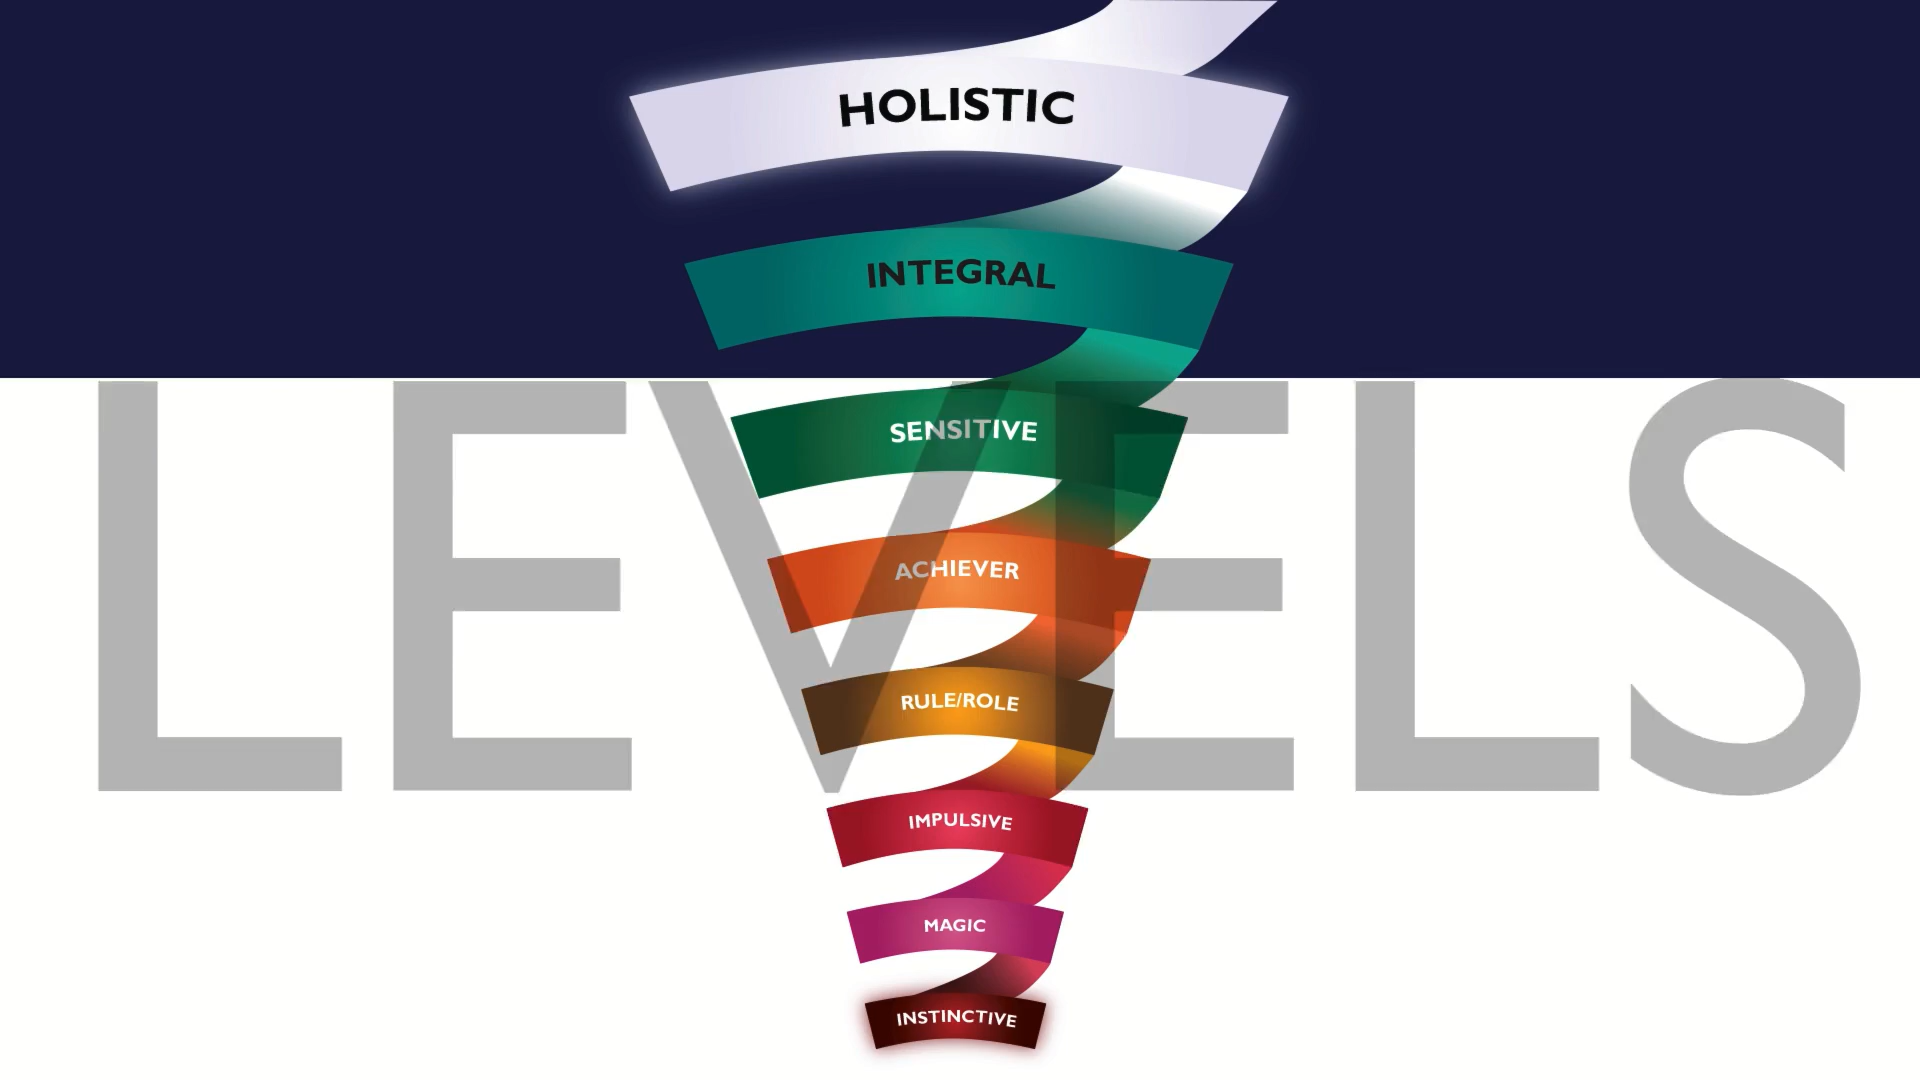 HOLISTIC
INTEGRAL
LEVELS
SENSITIVE
ACHIEVER
RULE/ROLE
IMPULSIVE
MAGIC
INSTINCTIVE